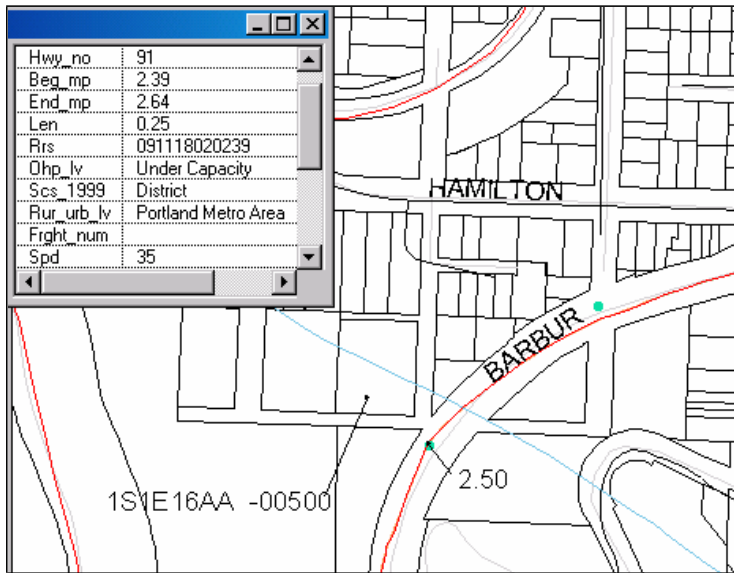 Hwy_no 91
Beg_mp 2.39
End_mp 2.64
Len 0.25
Rrs 091118020239
Ohp_lv Under Capacity
Scs_1999 District
Rur_urb_lv Portland Metro Area
Frght_num
Spd 35
HAMILTON
BARBUR
2.50
1S1E16AA -00500